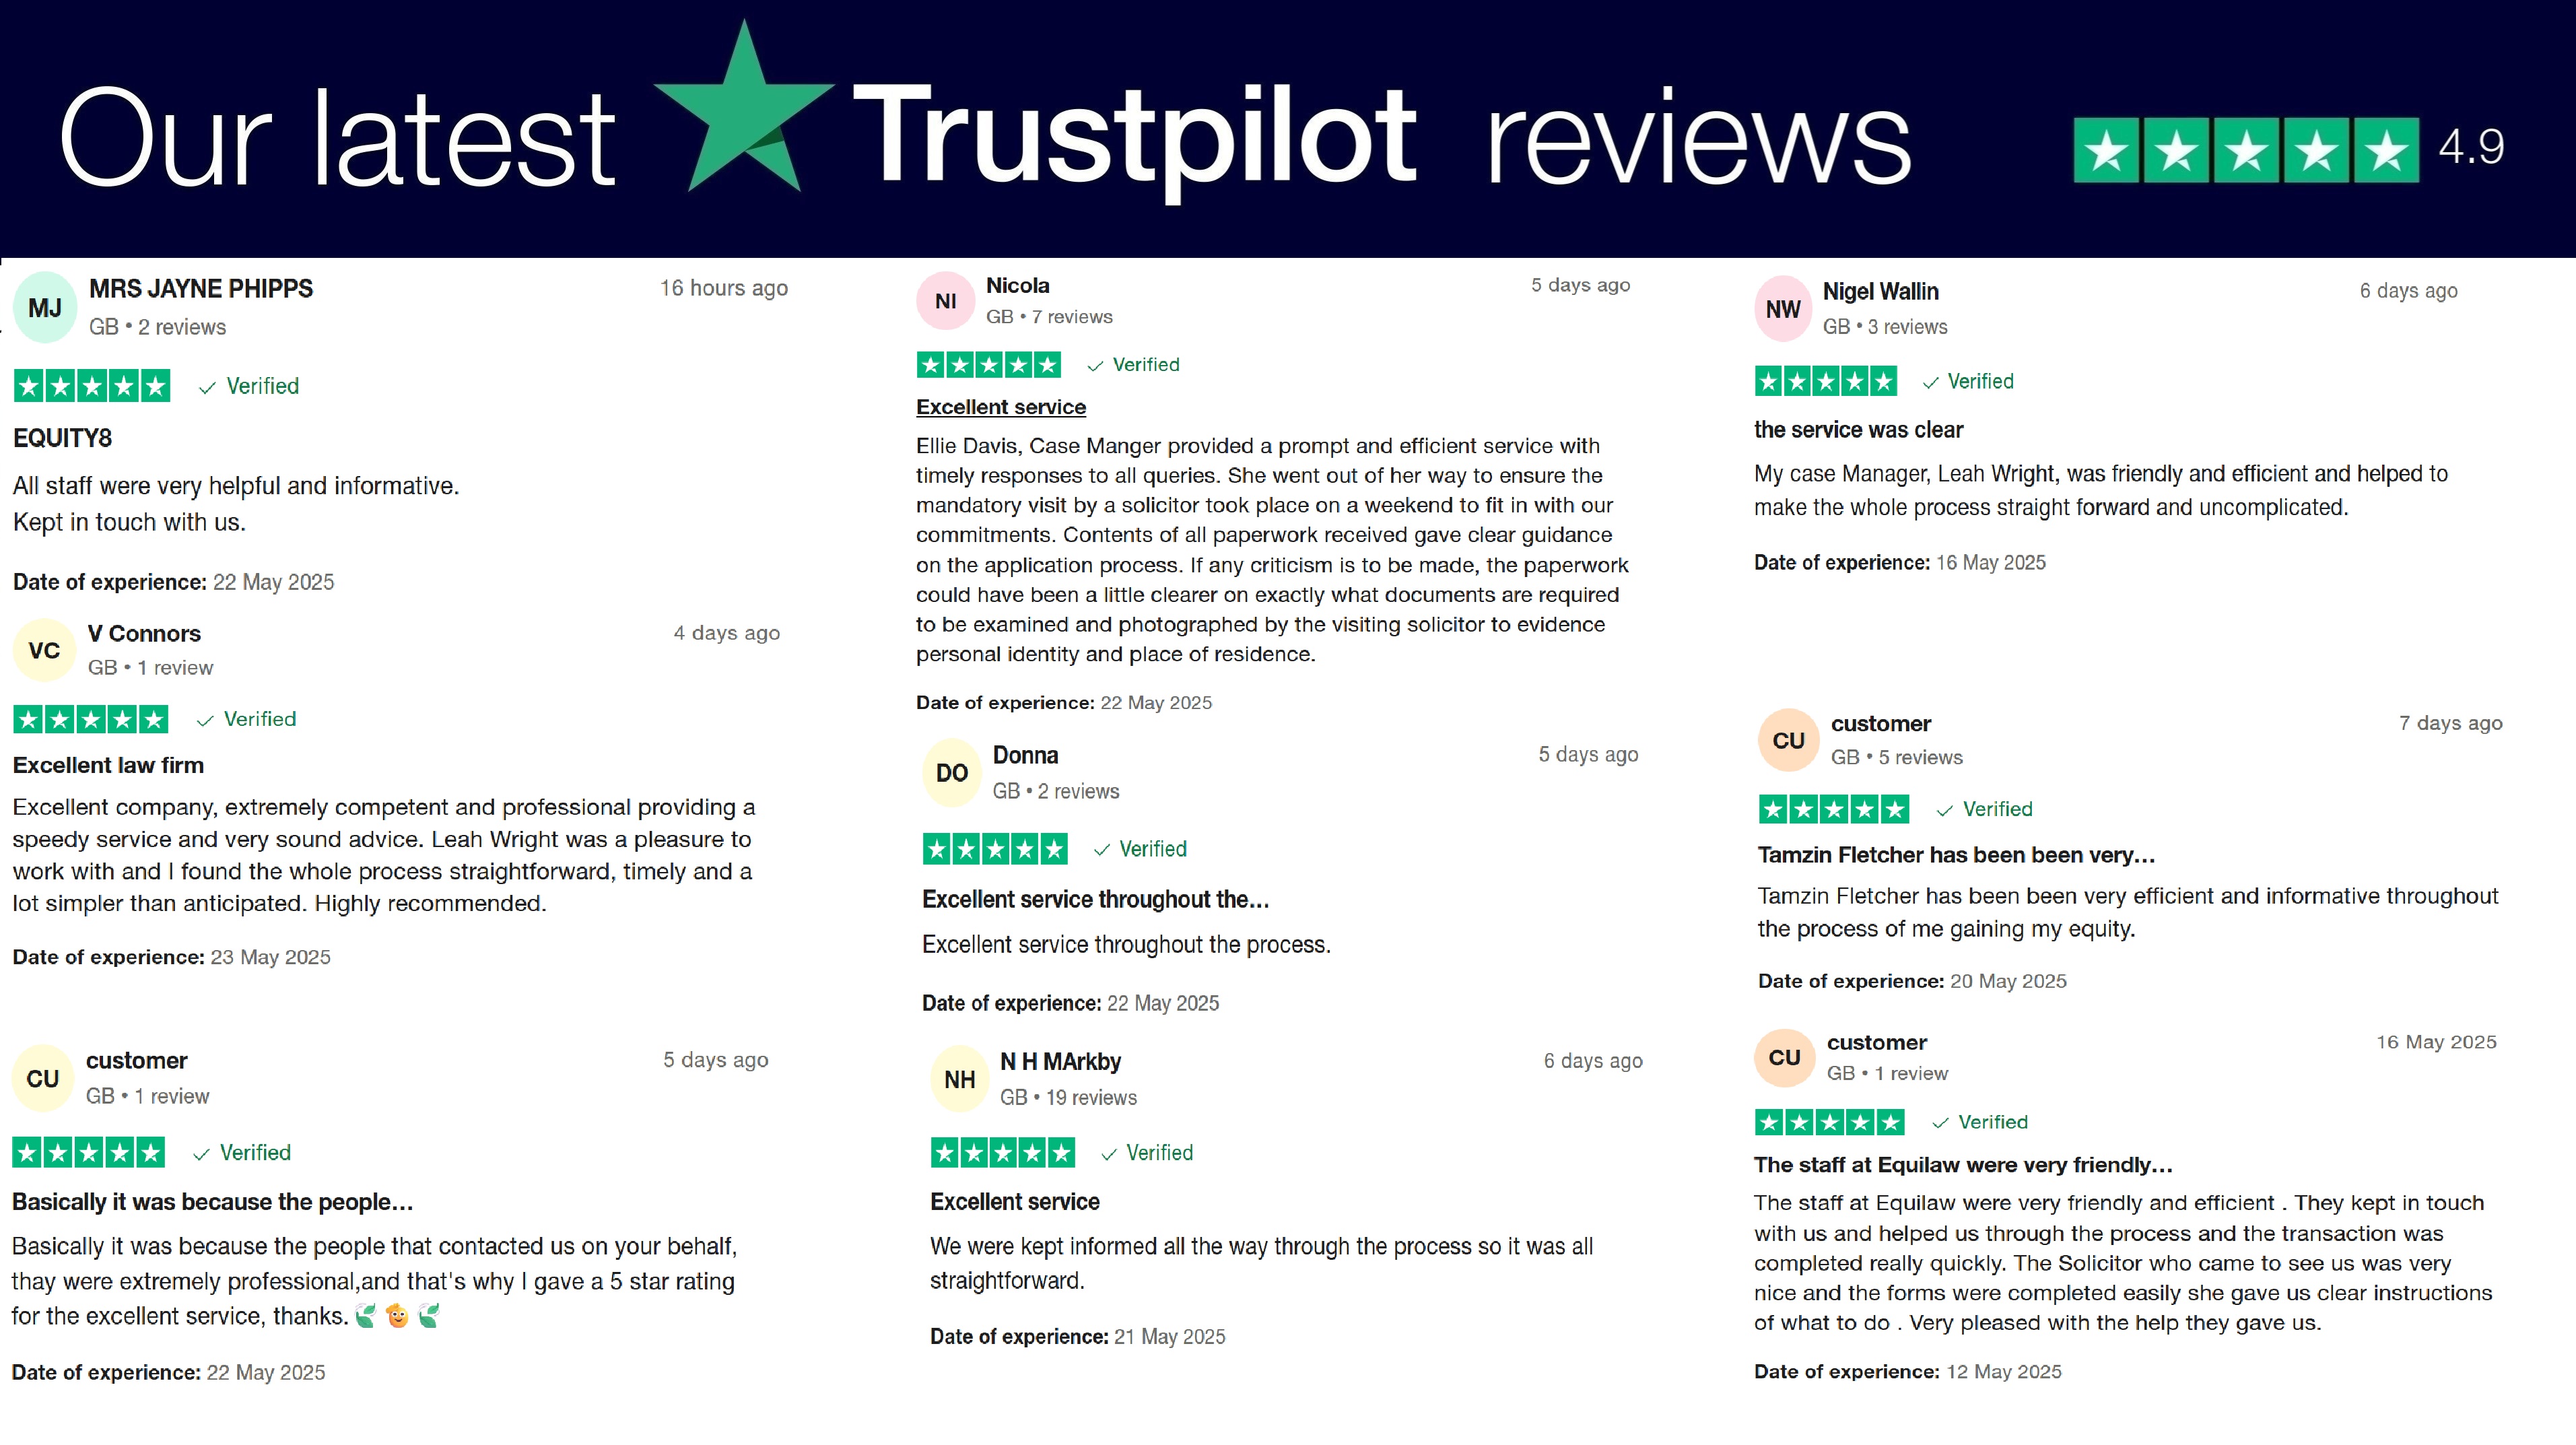 Our latest Trustpilot reviews 4.9
MJ
MRS JAYNE PHIPPS
16 hours ago
GB • 2 reviews
Verified
EQUITY8
All staff were very helpful and informative.
Kept in touch with us.
Date of experience: 22 May 2025
VC
V Connors
4 days ago
GB • 1 review
Verified
Excellent law firm
Excellent company, extremely competent and professional providing a
speedy service and very sound advice. Leah Wright was a pleasure to
work with and I found the whole process straightforward, timely and a
lot simpler than anticipated. Highly recommended.
Date of experience: 23 May 2025
CU
customer
5 days ago
GB • 1 review
Verified
Basically it was because the people...
Basically it was because the people that contacted us on your behalf,
thay were extremely professional,and that's why I gave a 5 star rating
for the excellent service, thanks.
Date of experience: 22 May 2025
NI
Nicola
5 days ago
GB • 7 reviews
Verified
Excellent service
Ellie Davis, Case Manger provided a prompt and efficient service with
timely responses to all queries. She went out of her way to ensure the
mandatory visit by a solicitor took place on a weekend to fit in with our
commitments. Contents of all paperwork received gave clear guidance
on the application process. If any criticism is to be made, the paperwork
could have been a little clearer on exactly what documents are required
to be examined and photographed by the visiting solicitor to evidence
personal identity and place of residence.
Date of experience: 22 May 2025
DO
Donna
5 days ago
GB • 2 reviews
Verified
Excellent service throughout the...
Excellent service throughout the process.
Date of experience: 22 May 2025
NH
N H MArkby
6 days ago
GB • 19 reviews
Verified
Excellent service
We were kept informed all the way through the process so it was all
straightforward.
Date of experience: 21 May 2025
NW
Nigel Wallin
6 days ago
GB • 3 reviews
Verified
the service was clear
My case Manager, Leah Wright, was friendly and efficient and helped to
make the whole process straight forward and uncomplicated.
Date of experience: 16 May 2025
CU
customer
7 days ago
GB • 5 reviews
Verified
Tamzin Fletcher has been been very...
Tamzin Fletcher has been been very efficient and informative throughout
the process of me gaining my equity.
Date of experience: 20 May 2025
CU
customer
16 May 2025
GB • 1 review
Verified
The staff at Equilaw were very friendly...
The staff at Equilaw were very friendly and efficient . They kept in touch
with us and helped us through the process and the transaction was
completed really quickly. The Solicitor who came to see us was very
nice and the forms were completed easily she gave us clear instructions
of what to do . Very pleased with the help they gave us.
Date of experience: 12 May 2025